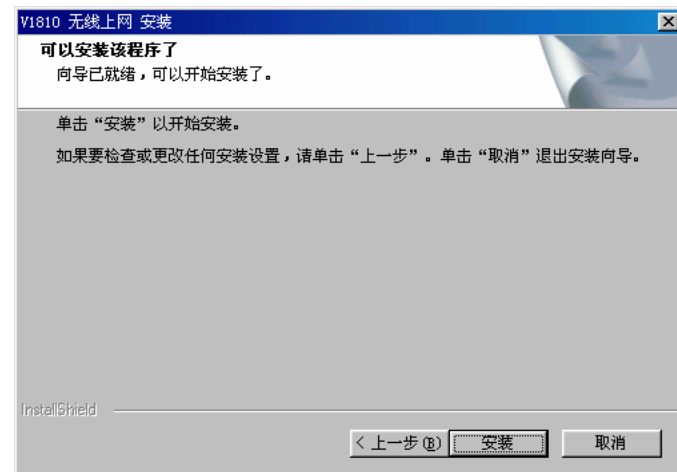 V1810 无线上网 安装
可以安装该程序了
向导已就绪，可以开始安装了。
单击“安装”以开始安装。
如果要检查或更改任何安装设置，请单击“上一步”。单击“取消”退出安装向导。
InstallShield
< 上一步(B) 安装 取消